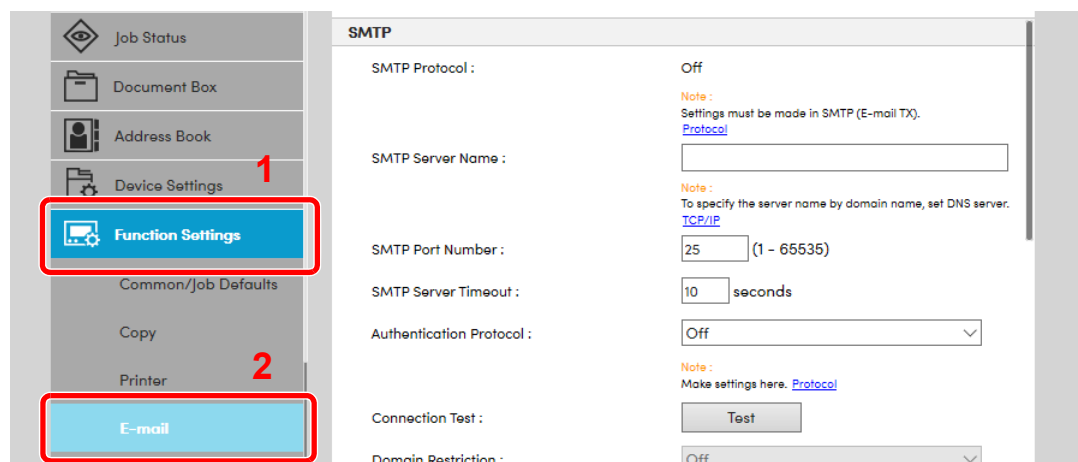 Job Status
Document Box
Address Book
1
Device Settings
Function Settings
Common/Job Defaults
Copy
2
Printer
E-mail
SMTP
SMTP Protocol : Off
Note :
Settings must be made in SMTP (E-mail TX).
Protocol
SMTP Server Name :
Note :
To specify the server name by domain name, set DNS server.
TCP/IP
SMTP Port Number : 25 (1 - 65535)
SMTP Server Timeout : 10 seconds
Authentication Protocol : Off
Note :
Make settings here. Protocol
Connection Test : Test
Domain Restriction : Off